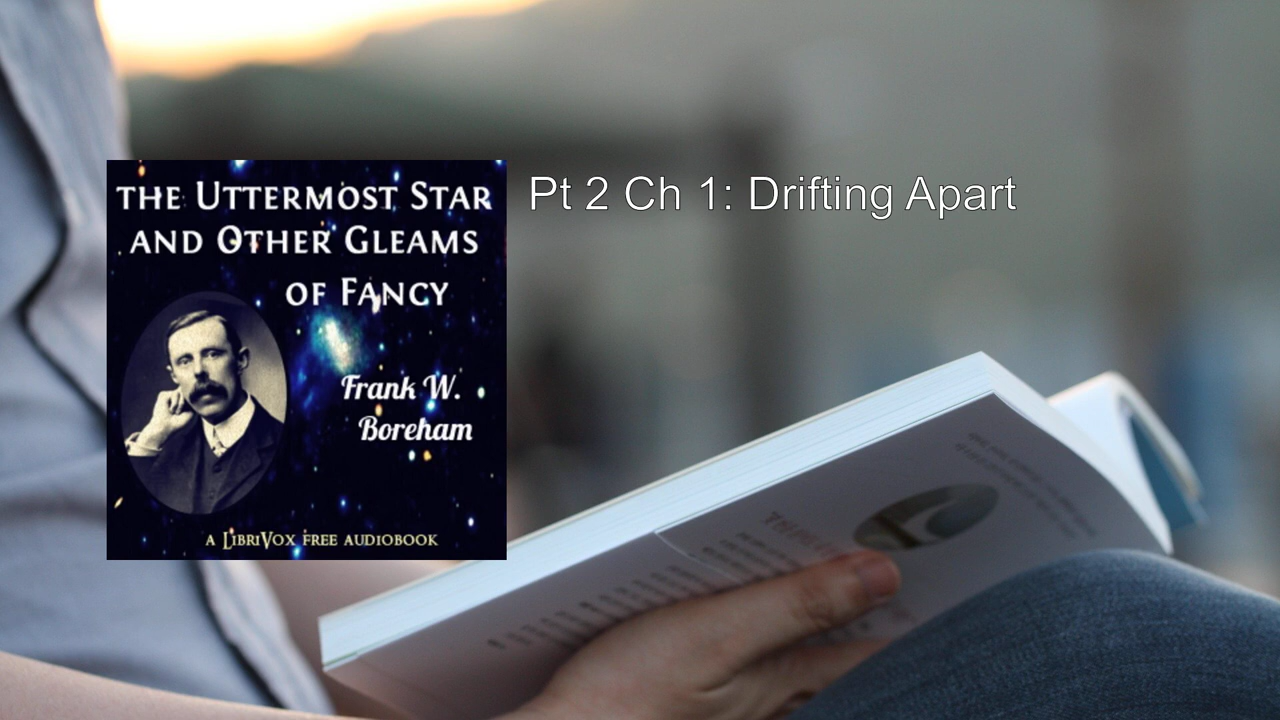 THE UTTERMOST STAR
AND OTHER GLEAMS
OF FANCY
Frank W.
Boreham
A LIBRIVOX FREE AUDIOBOOK
Pt 2 Ch 1: Drifting Apart